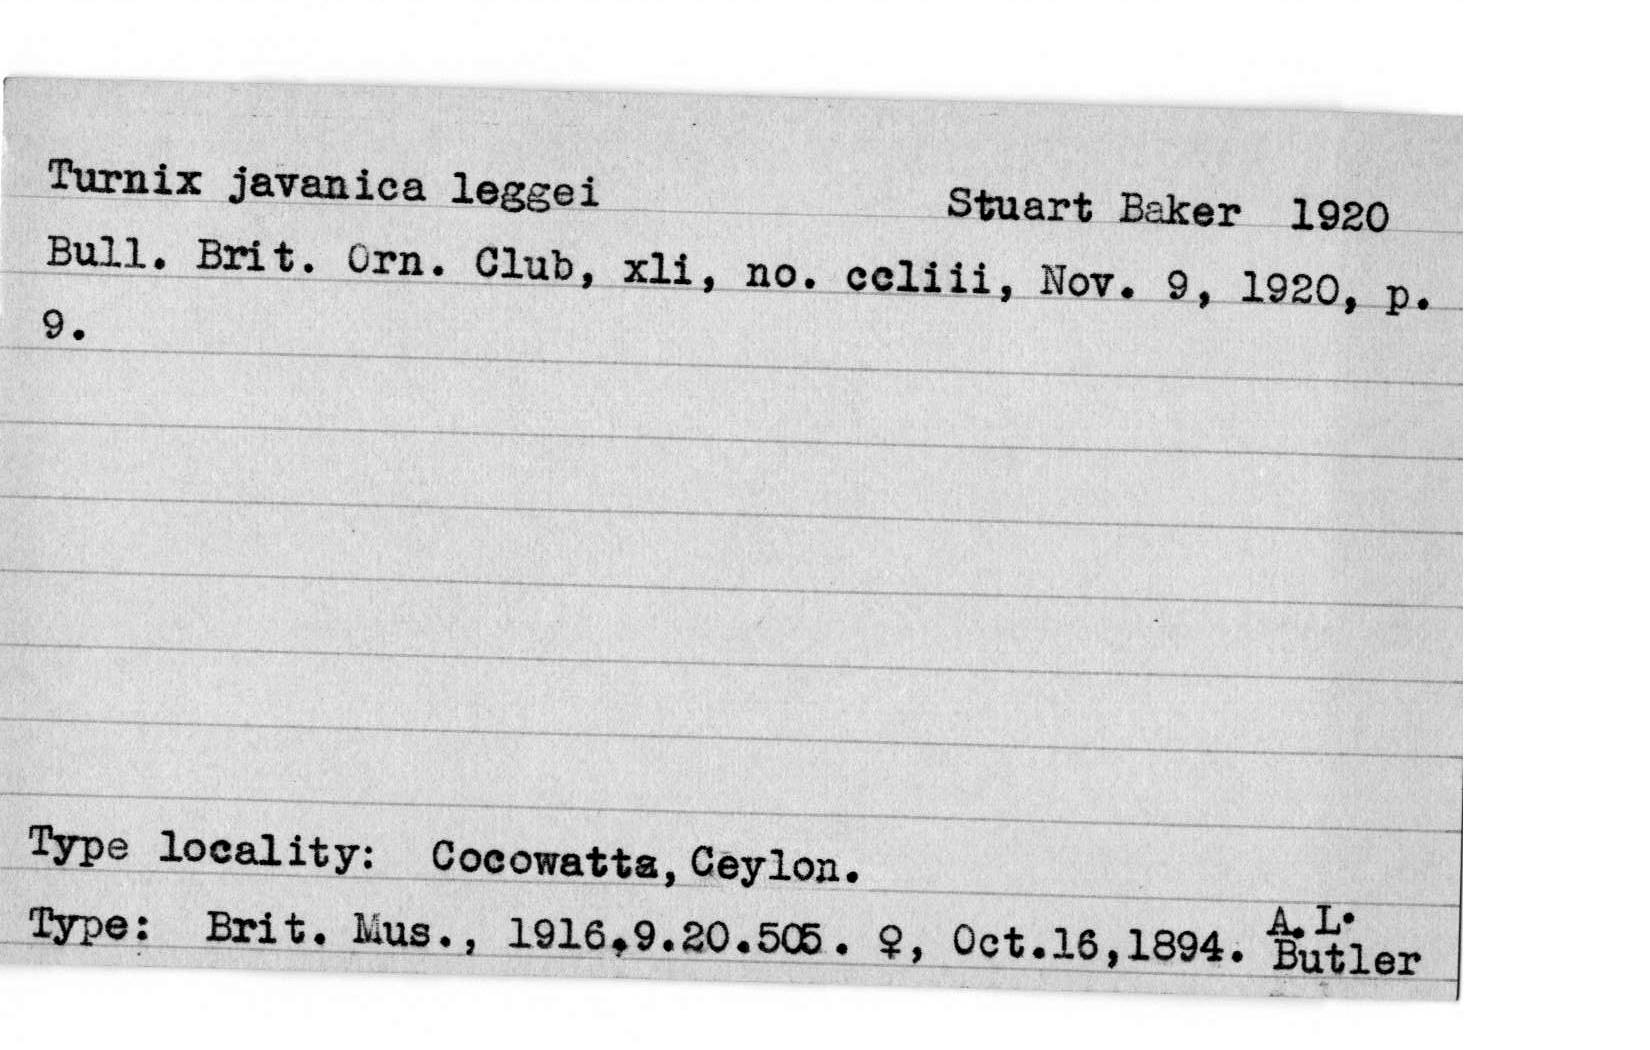 Turnix javanica leggei Stuart Baker 1920
Bull. Brit. Orn. Club, xli, no. ccliii, Nov. 9, 1920, p.
9.
Type locality: Cocowatta, Ceylon.
Type: Brit. Mus., 1916.9.20.505. ♀, Oct.16,1894. A. L.
Butler